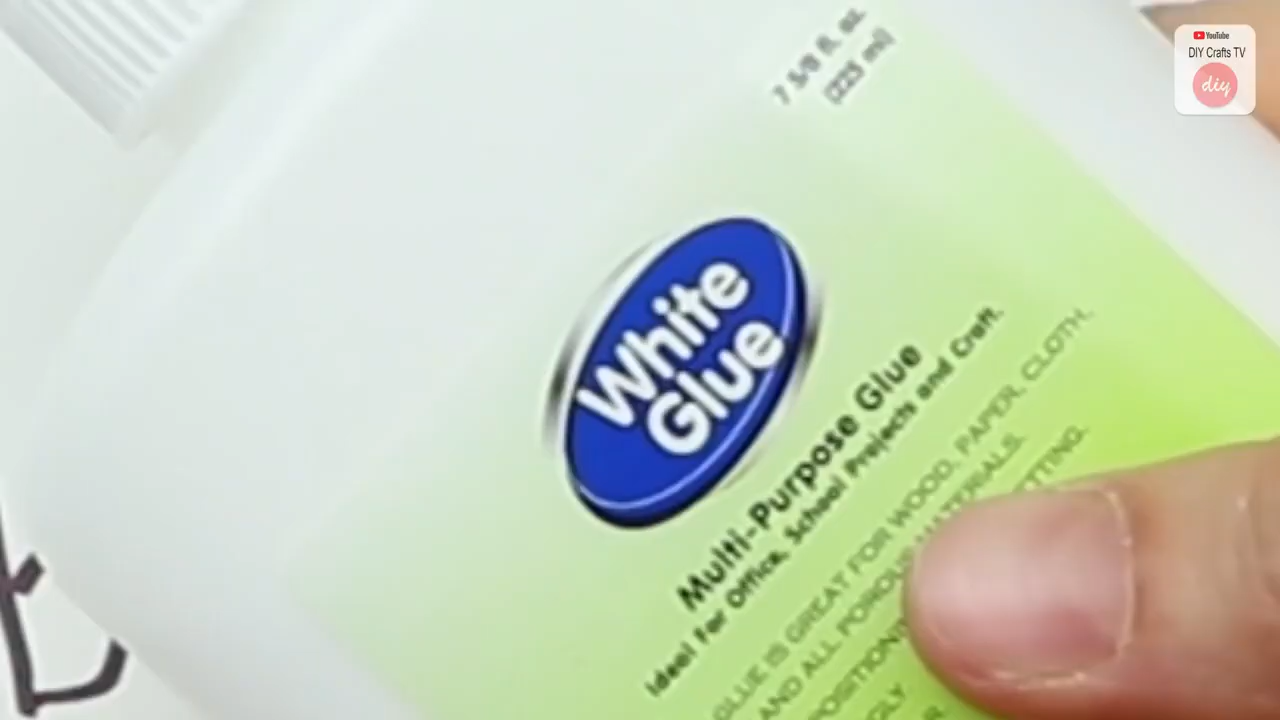 YouTube
DIY Crafts TV
diy
7 5/8 fl. oz.
(225 ml)
White
Glue
Multi-Purpose Glue
Ideal For Office, School Projects and Craft.
GLUE IS GREAT FOR WOOD, PAPER, CLOTH,
AND ALL POROUS MATERIALS.